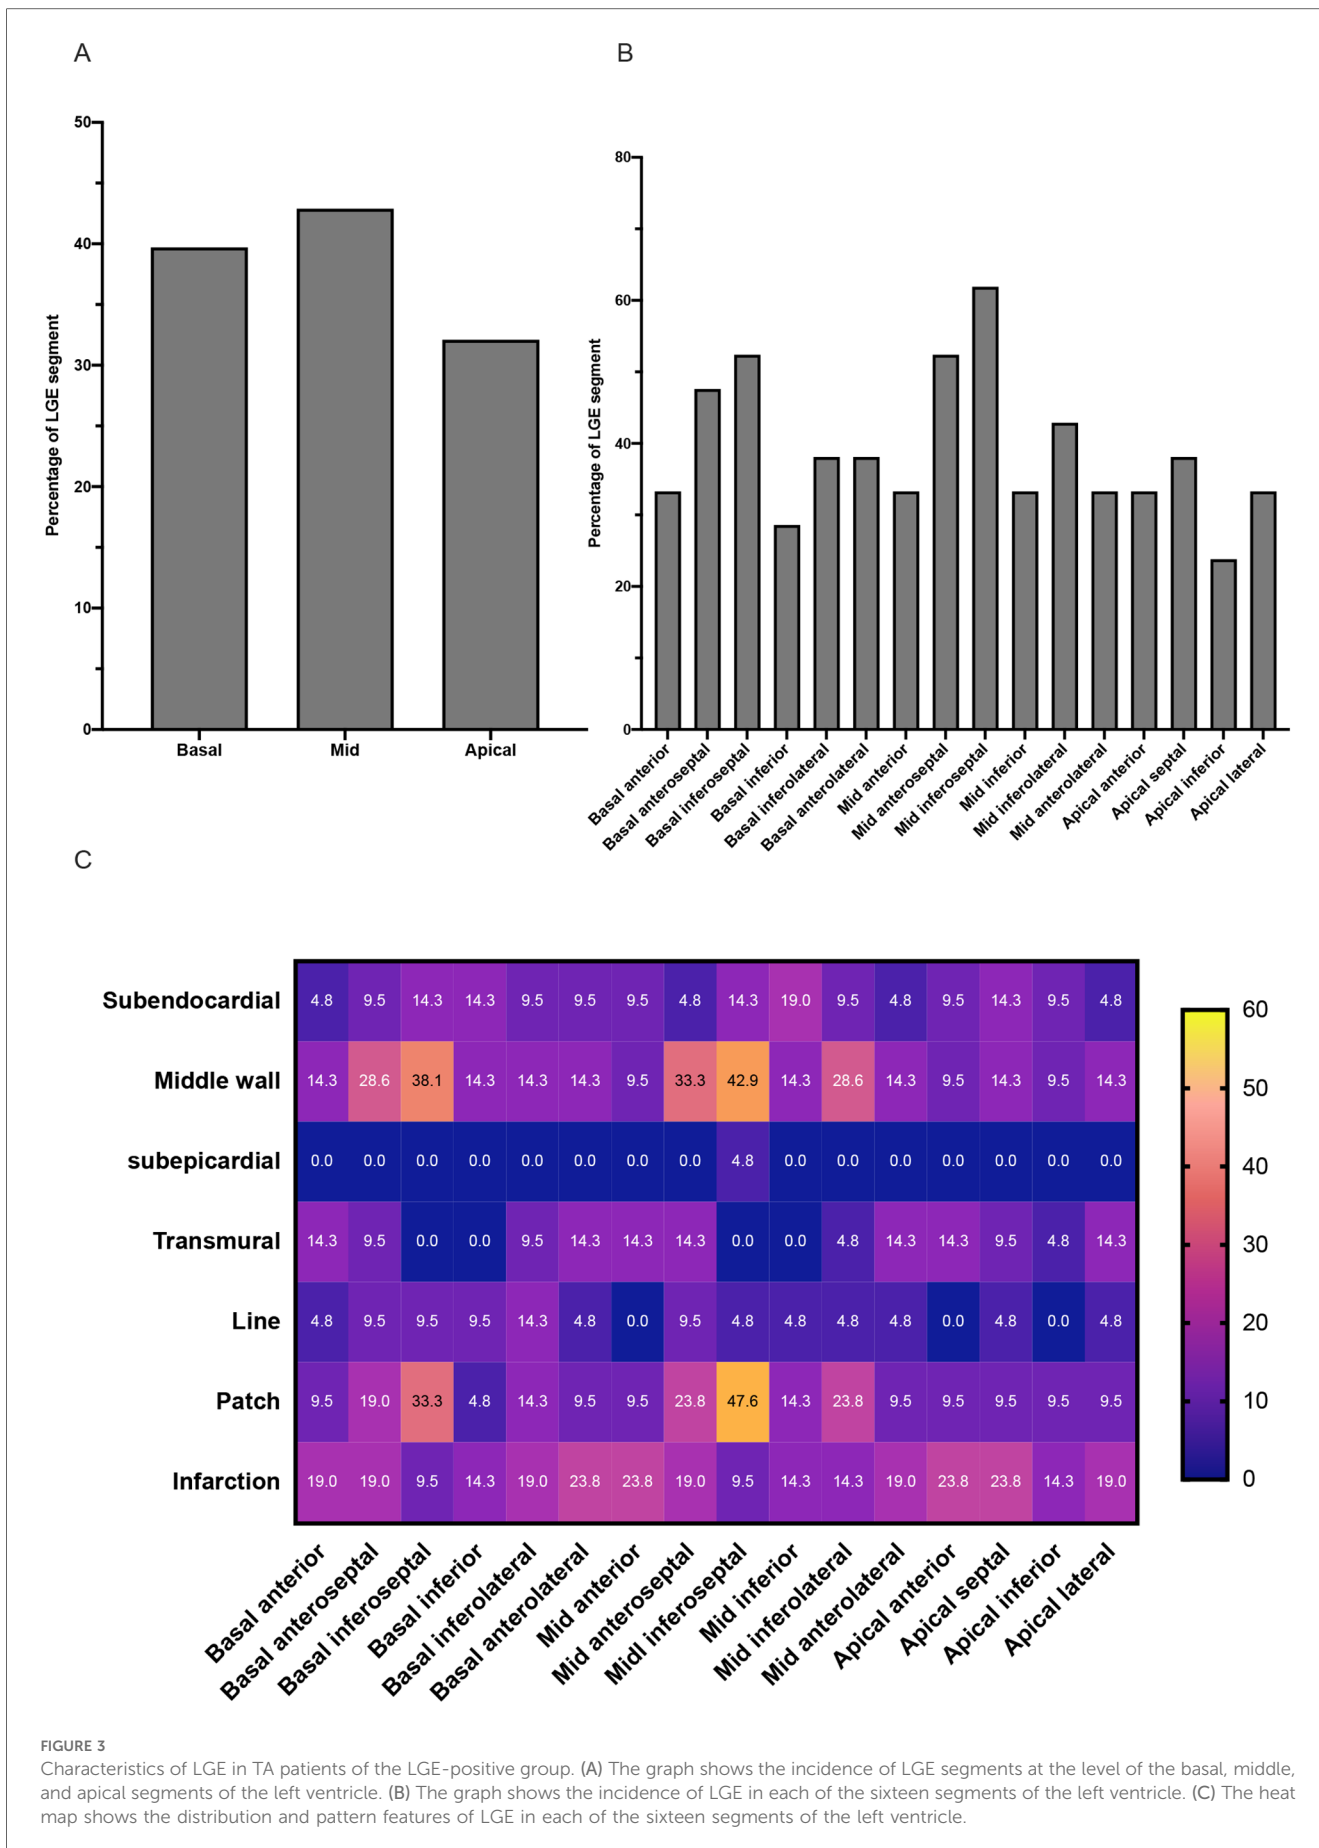 A
B
50
40
30
20
10
0
Percentage of LGE segment
Basal
Mid
Apical
80
60
40
20
0
Percentage of LGE segment
Basal anterior
Basal anteroseptal
Basal inferoseptal
Basal inferior
Basal inferolateral
Basal anterolateral
Mid anterior
Mid anteroseptal
Mid inferoseptal
Mid inferior
Mid inferolateral
Mid anterolateral
Apical anterior
Apical septal
Apical inferior
Apical lateral
C
Subendocardial 4.8 9.5 14.3 14.3 9.5 9.5 9.5 4.8 14.3 19.0 9.5 4.8 9.5 14.3 9.5 4.8
Middle wall 14.3 28.6 38.1 14.3 14.3 14.3 9.5 33.3 42.9 14.3 28.6 14.3 9.5 14.3 9.5 14.3
subepicardial 0.0 0.0 0.0 0.0 0.0 0.0 0.0 0.0 4.8 0.0 0.0 0.0 0.0 0.0 0.0 0.0
Transmural 14.3 9.5 0.0 0.0 9.5 14.3 14.3 14.3 0.0 0.0 4.8 14.3 14.3 9.5 4.8 14.3
Line 4.8 9.5 9.5 9.5 14.3 4.8 0.0 9.5 4.8 4.8 4.8 4.8 0.0 4.8 0.0 4.8
Patch 9.5 19.0 33.3 4.8 14.3 9.5 9.5 23.8 47.6 14.3 23.8 9.5 9.5 9.5 9.5 9.5
Infarction 19.0 19.0 9.5 14.3 19.0 23.8 23.8 19.0 9.5 14.3 14.3 19.0 23.8 23.8 14.3 19.0
60
50
40
30
20
10
0
Basal anterior
Basal anteroseptal
Basal inferoseptal
Basal inferior
Basal inferolateral
Basal anterolateral
Mid anterior
Mid anteroseptal
Midl inferoseptal
Mid inferior
Mid inferolateral
Mid anterolateral
Apical anterior
Apical septal
Apical inferior
Apical lateral
FIGURE 3
Characteristics of LGE in TA patients of the LGE-positive group. (A) The graph shows the incidence of LGE segments at the level of the basal, middle,
and apical segments of the left ventricle. (B) The graph shows the incidence of LGE in each of the sixteen segments of the left ventricle. (C) The heat
map shows the distribution and pattern features of LGE in each of the sixteen segments of the left ventricle.